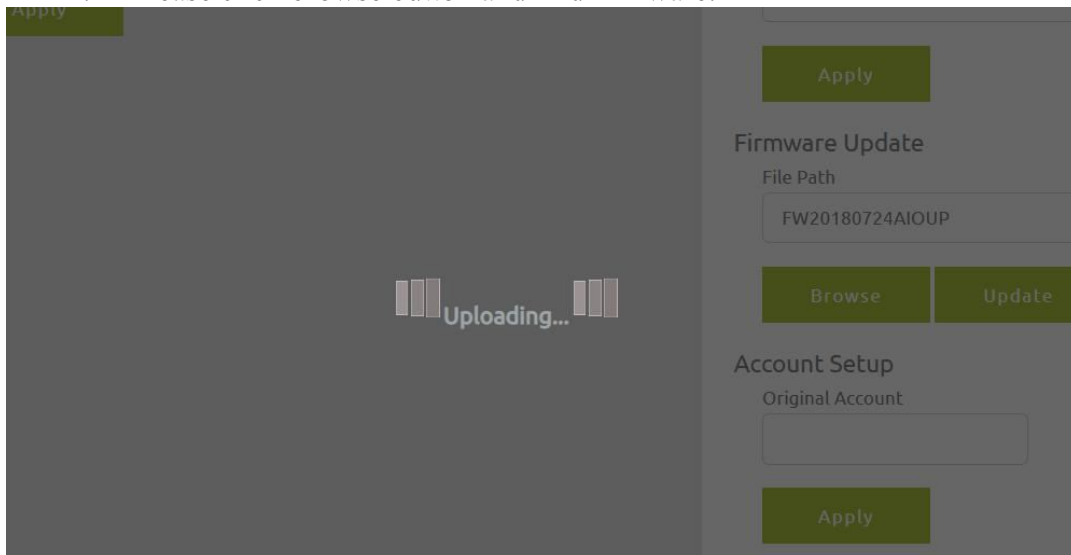 Apply
Apply
Firmware Update
File Path
FW20180724AIOUP
Browse Update
Uploading...
Account Setup
Original Account
Apply